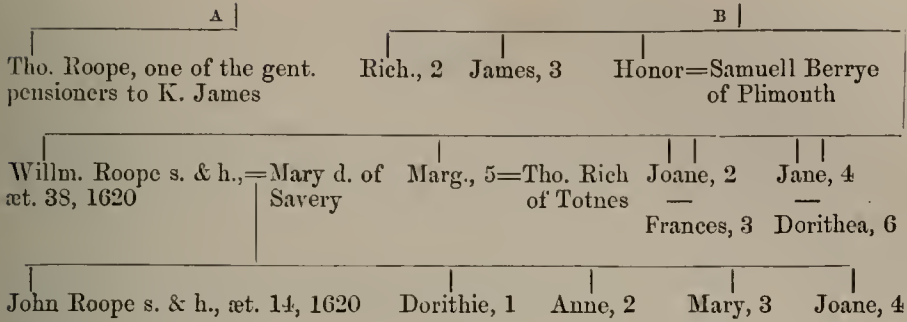 A B
Tho. Roope, one of the gent. Rich., 2 James, 3 Honor=Samuell Berrye
pensioners to K. James of Plimouth
Willm. Roope s. & h.,=Mary d. of Marg., 5=Tho. Rich Joane, 2 Jane, 4
æt. 38, 1620 Savery of Totnes — —
Frances, 3 Dorithea, 6
John Roope s. & h., æt. 14, 1620 Dorithie, 1 Anne, 2 Mary, 3 Joane, 4